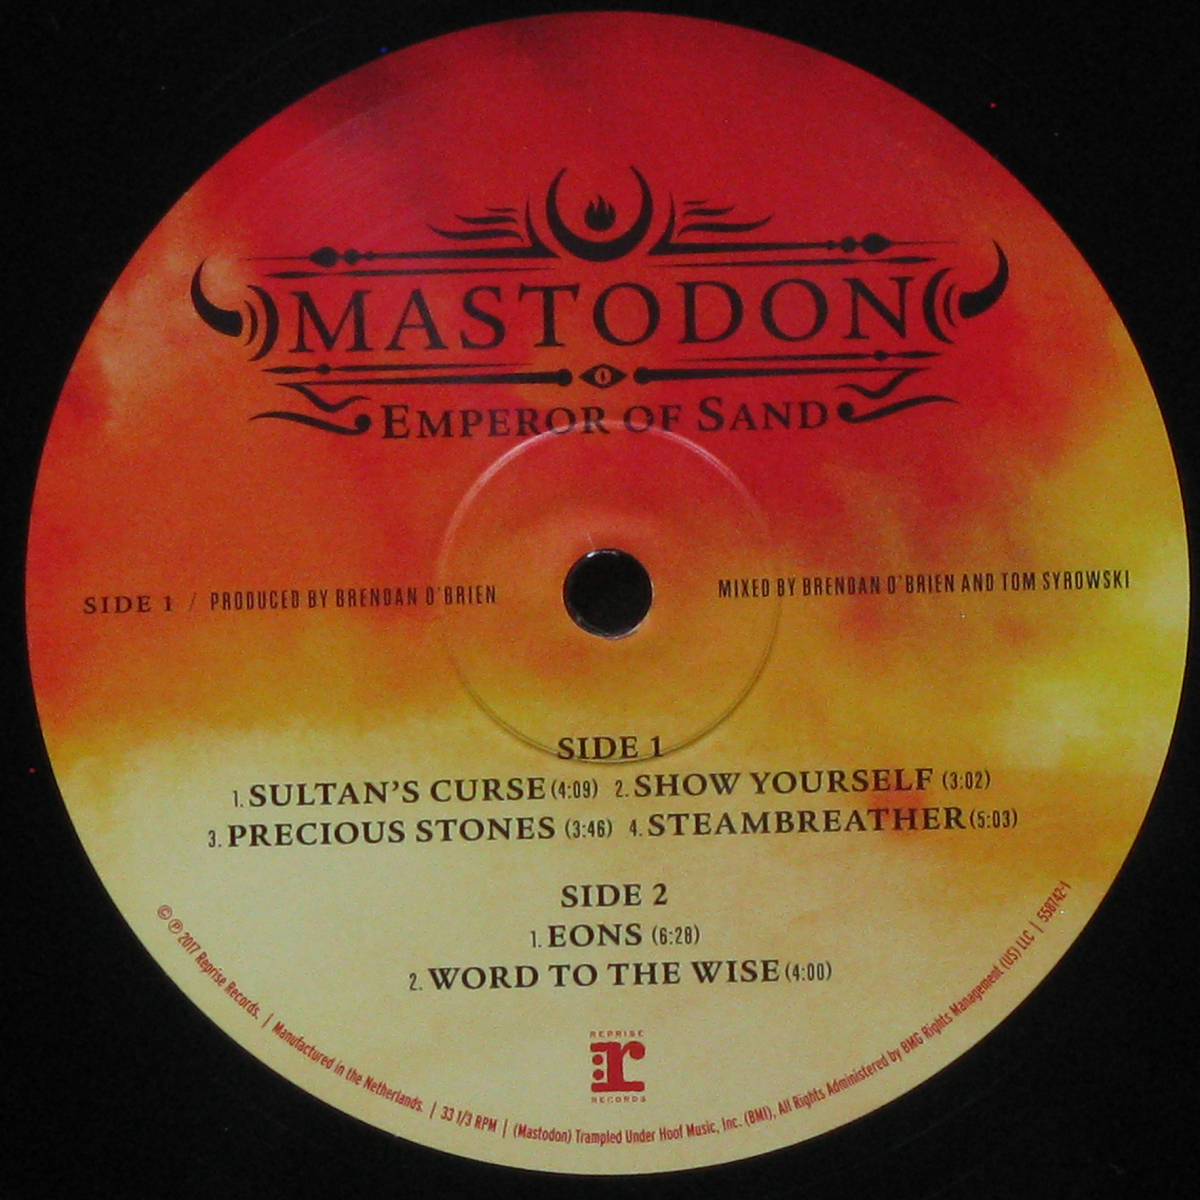 MASTODON
EMPEROR OF SAND
SIDE 1 / PRODUCED BY BRENDAN O'BRIEN
MIXED BY BRENDAN O'BRIEN AND TOM SYROWSKI
SIDE 1
1. SULTAN'S CURSE (4:09) 2. SHOW YOURSELF (3:02)
3. PRECIOUS STONES (3:46) 4. STEAMBREATHER (5:03)
SIDE 2
1. EONS (6:28)
2. WORD TO THE WISE (4:00)
REPRISE
r
RECORDS
© ℗ 2017 Reprise Records. | Manufactured in the Netherlands. | 33 1/3 RPM | (Mastodon) Trampled Under Hoof Music, Inc. (BMI), All Rights Administered by BMG Rights Management (US) LLC | 558742-1